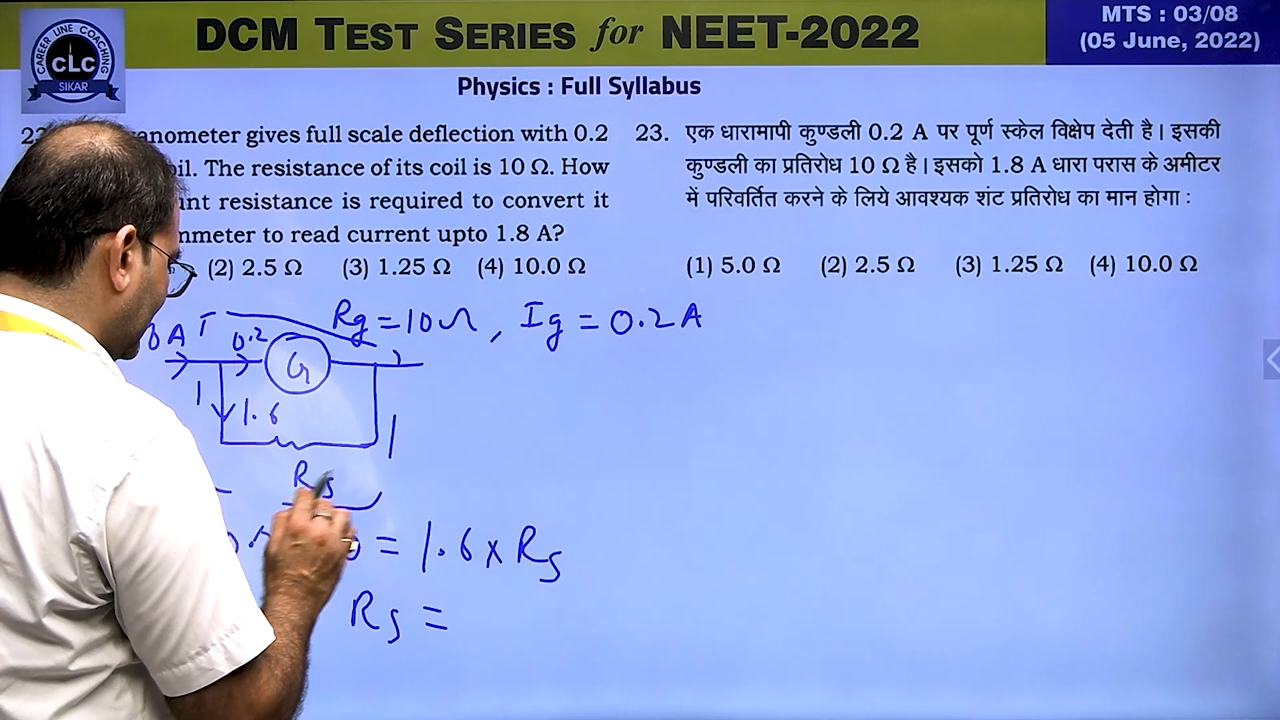 CAREER LINE COACHING
CLC
SIKAR
DCM TEST SERIES for NEET-2022
MTS : 03/08
(05 June, 2022)
Physics : Full Syllabus
gives full scale deflection with 0.2
The resistance of its coil is 10 Ω. How
resistance is required to convert it
to read current upto 1.8 A?
(2) 2.5 Ω (3) 1.25 Ω (4) 10.0 Ω
23. एक धारामापी कुण्डली 0.2 A पर पूर्ण स्केल विक्षेप देती है। इसकी
कुण्डली का प्रतिरोध 10 Ω है। इसको 1.8 A धारा परास के अमीटर
में परिवर्तित करने के लिये आवश्यक शंट प्रतिरोध का मान होगा :
(1) 5.0 Ω (2) 2.5 Ω (3) 1.25 Ω (4) 10.0 Ω
Rg = 10 Ω , Ig = 0.2 A
A
0.2
G
1.6
Rs
= 1.6 x Rs
Rs =